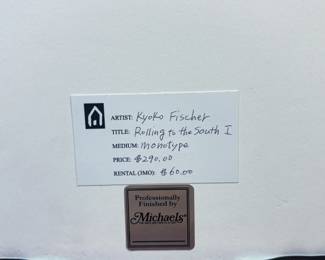 ARTIST: Kyoko Fischer
TITLE: Rolling to the South I
MEDIUM: monotype
PRICE: $290.00
RENTAL (3MO): $60.00
Professionally
Finished by
Michaels